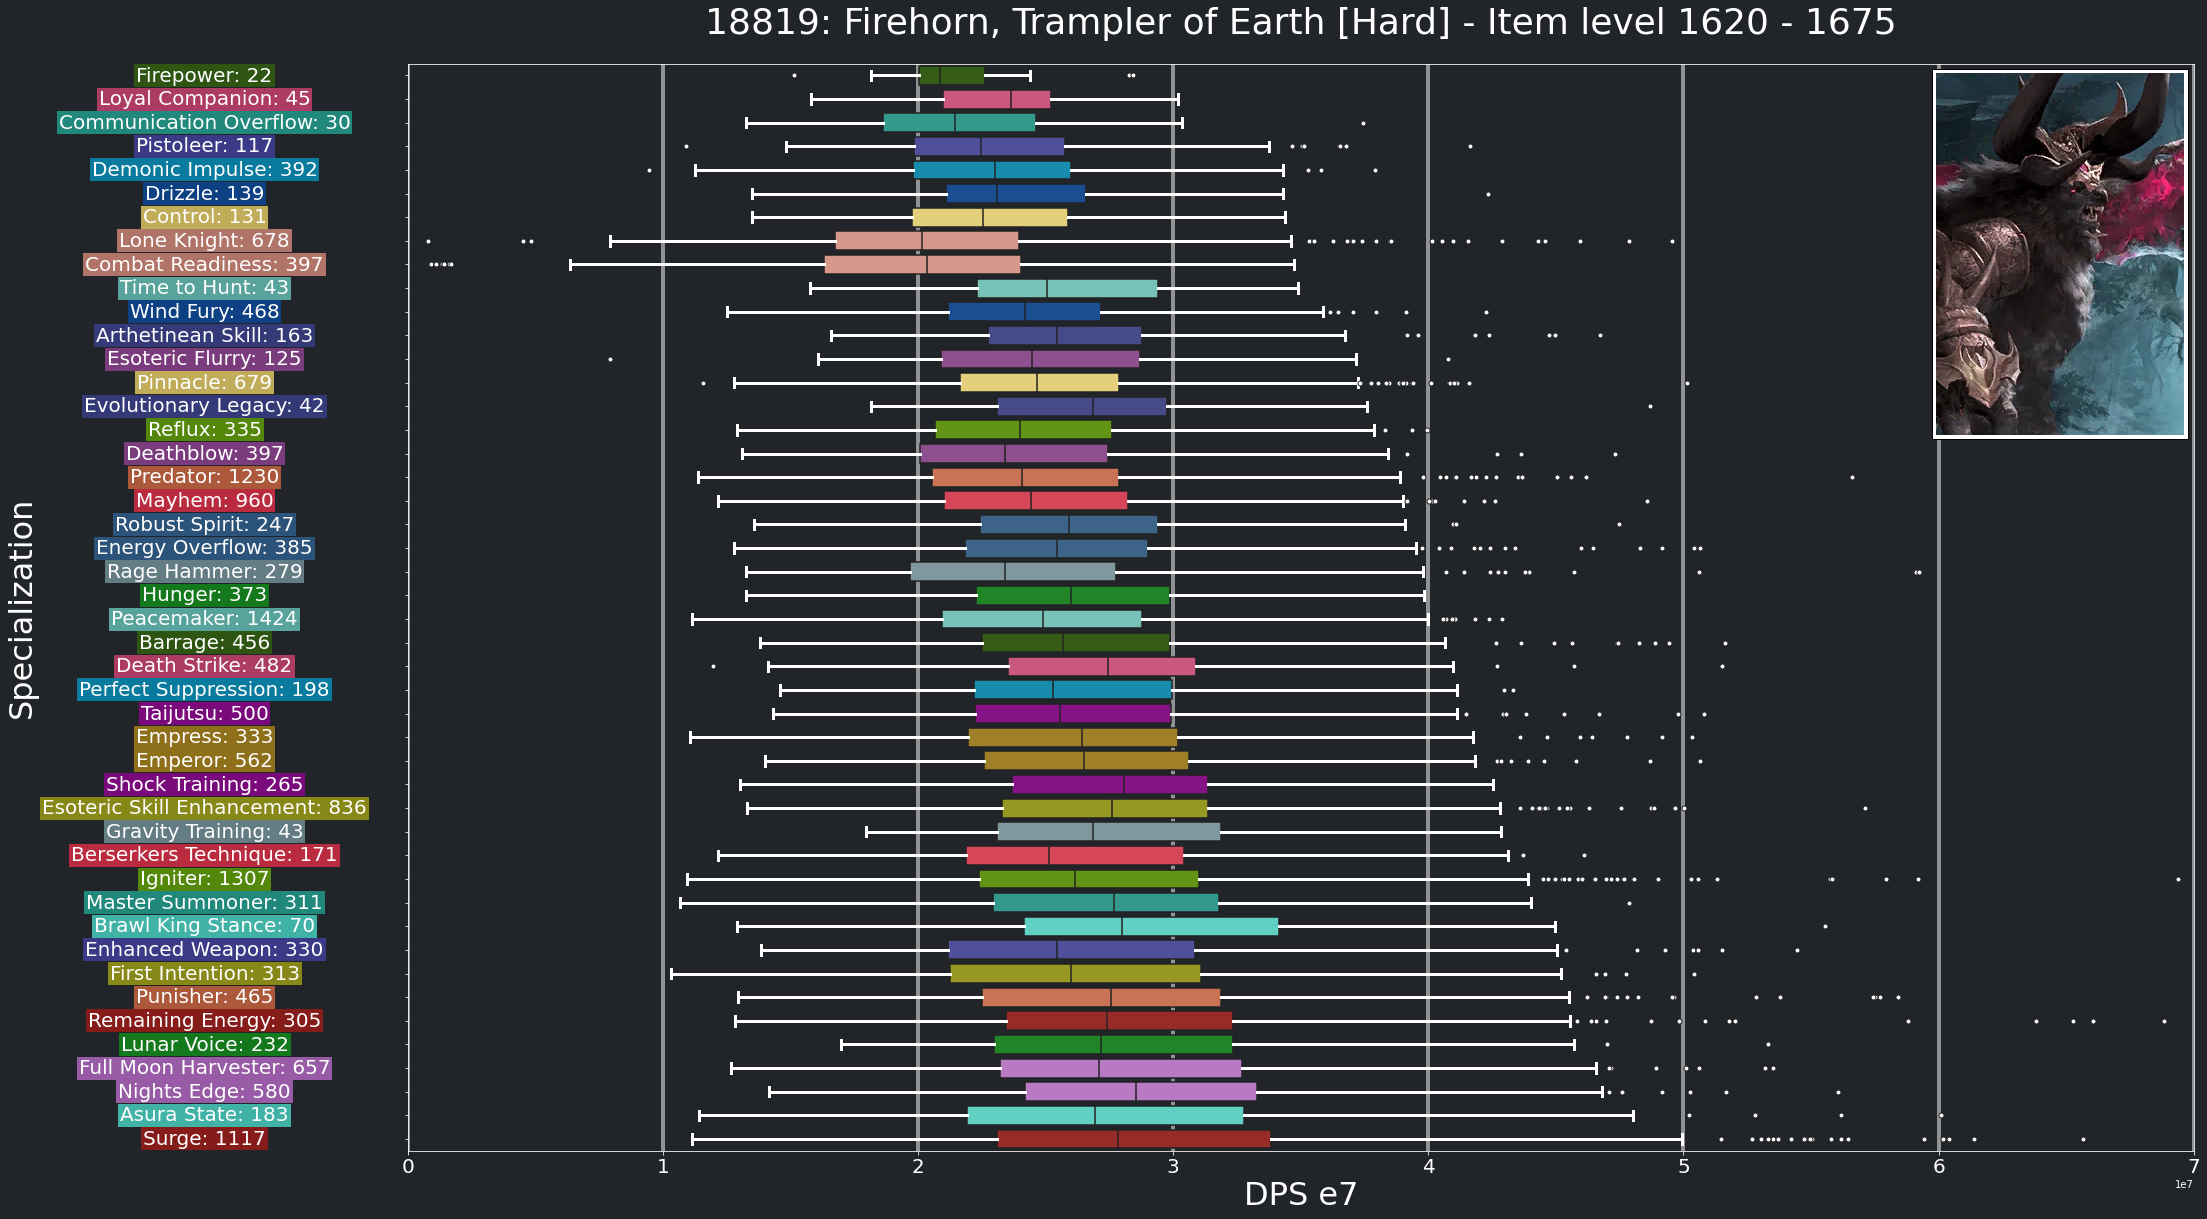 18819: Firehorn, Trampler of Earth [Hard] - Item level 1620 - 1675
Specialization
Firepower: 22
Loyal Companion: 45
Communication Overflow: 30
Pistoleer: 117
Demonic Impulse: 392
Drizzle: 139
Control: 131
Lone Knight: 678
Combat Readiness: 397
Time to Hunt: 43
Wind Fury: 468
Arthetinean Skill: 163
Esoteric Flurry: 125
Pinnacle: 679
Evolutionary Legacy: 42
Reflux: 335
Deathblow: 397
Predator: 1230
Mayhem: 960
Robust Spirit: 247
Energy Overflow: 385
Rage Hammer: 279
Hunger: 373
Peacemaker: 1424
Barrage: 456
Death Strike: 482
Perfect Suppression: 198
Taijutsu: 500
Empress: 333
Emperor: 562
Shock Training: 265
Esoteric Skill Enhancement: 836
Gravity Training: 43
Berserkers Technique: 171
Igniter: 1307
Master Summoner: 311
Brawl King Stance: 70
Enhanced Weapon: 330
First Intention: 313
Punisher: 465
Remaining Energy: 305
Lunar Voice: 232
Full Moon Harvester: 657
Nights Edge: 580
Asura State: 183
Surge: 1117
0 1 2 3 4 5 6 7
1e7
DPS e7